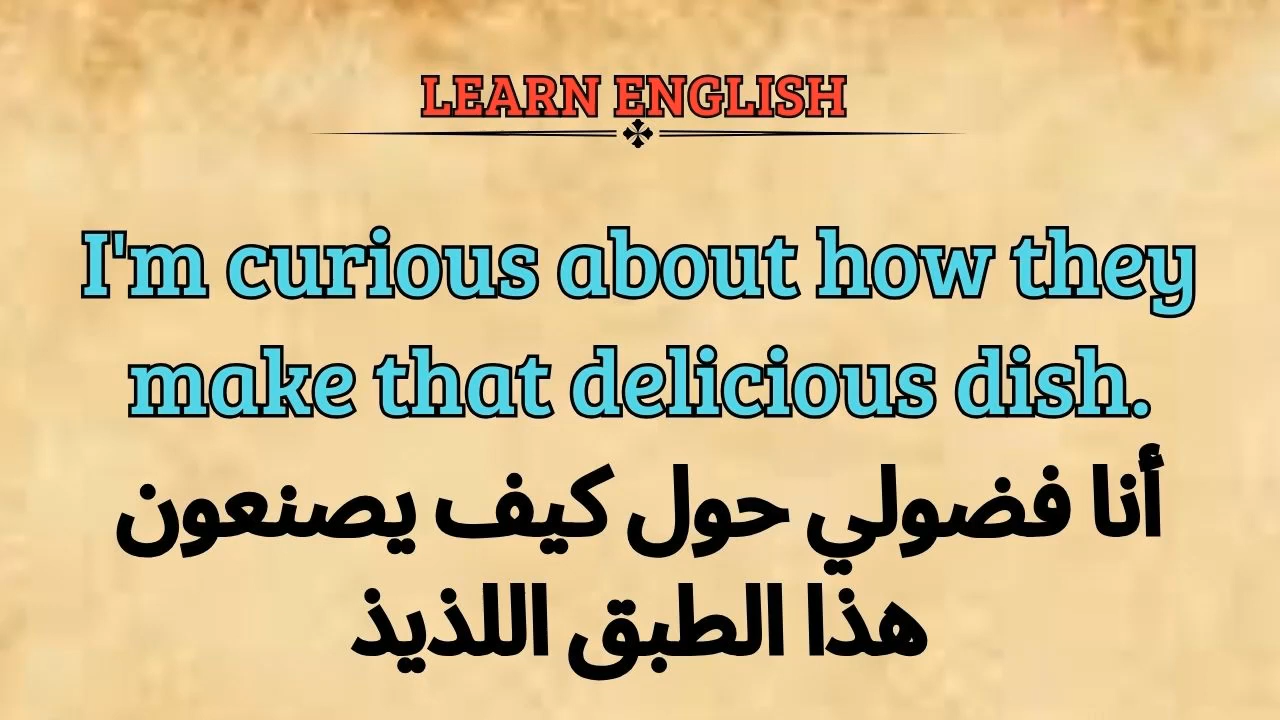 LEARN ENGLISH
I'm curious about how they
make that delicious dish.
أنا فضولي حول كيف يصنعون
هذا الطبق اللذيذ